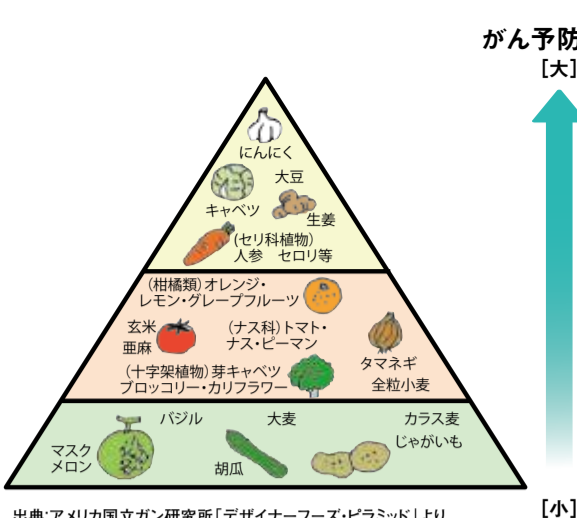 がん予防
[大]
にんにく
大豆
キャベツ
生姜
(セリ科植物)
人参 セロリ等
(柑橘類)オレンジ・
レモン・グレープフルーツ
玄米
亜麻
(ナス科)トマト・
ナス・ピーマン
タマネギ
全粒小麦
(十字架植物)芽キャベツ
ブロッコリー・カリフラワー
バジル
大麦
カラス麦
じゃがいも
マスク
メロン
胡瓜
[小]
出典:アメリカ国立ガン研究所「デザイナーフーズ・ピラミッド」より